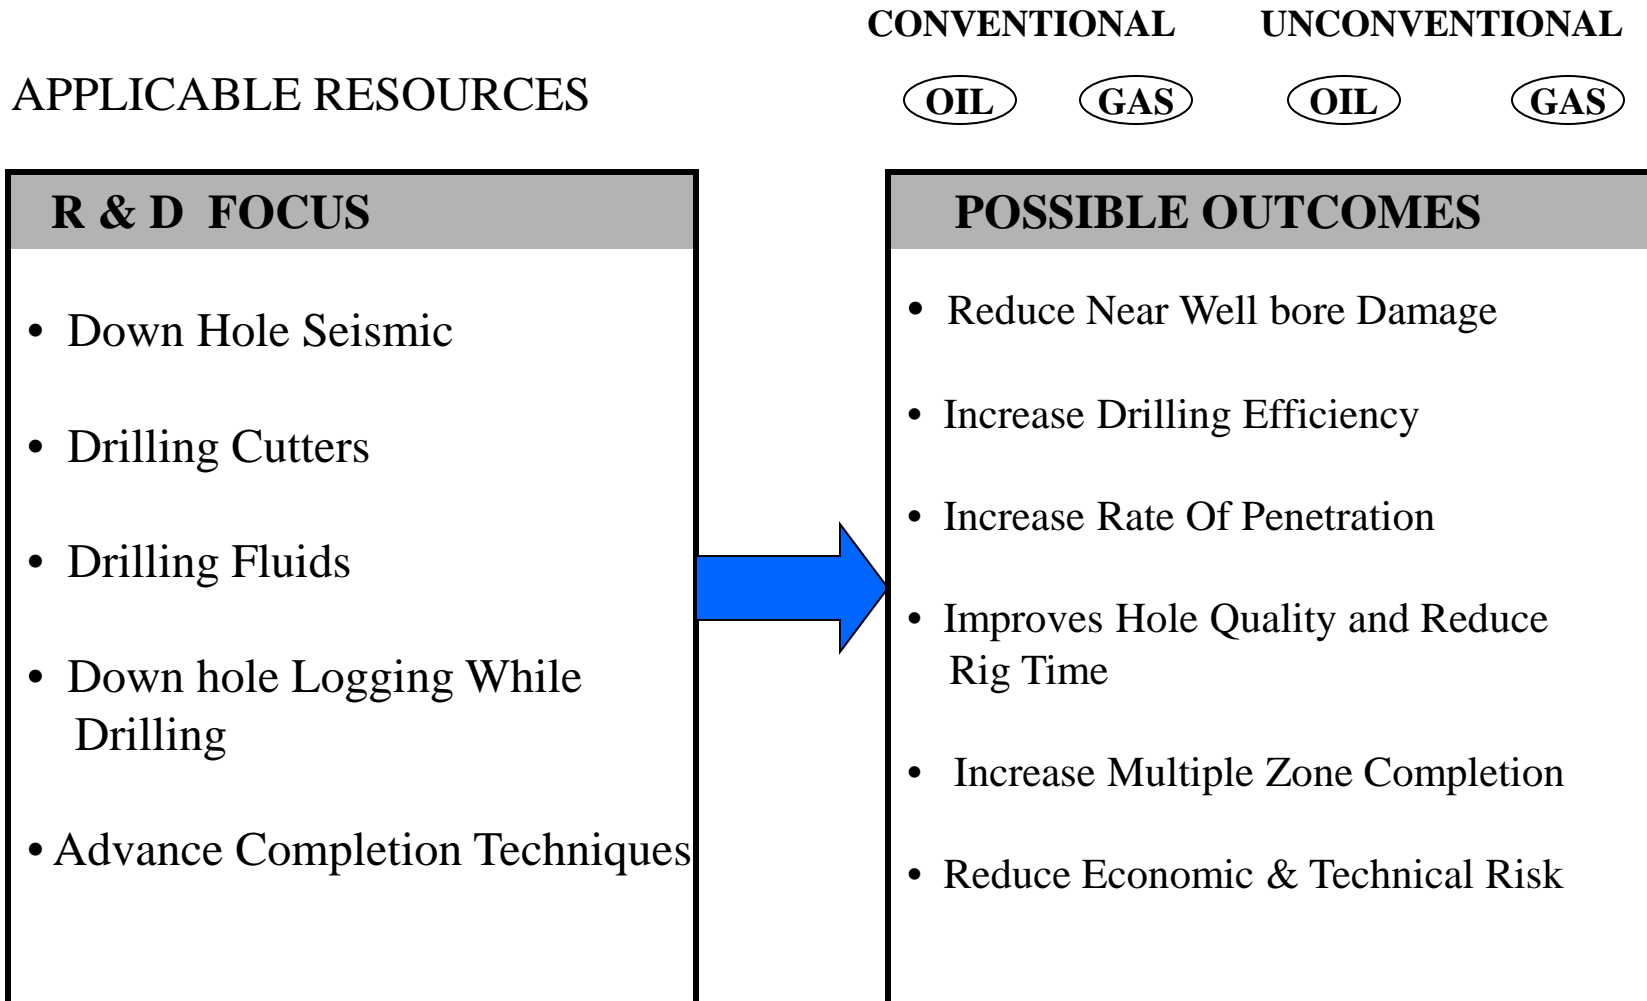 CONVENTIONAL UNCONVENTIONAL
APPLICABLE RESOURCES OIL GAS OIL GAS
R & D FOCUS
• Down Hole Seismic
• Drilling Cutters
• Drilling Fluids
• Down hole Logging While
Drilling
• Advance Completion Techniques
POSSIBLE OUTCOMES
• Reduce Near Well bore Damage
• Increase Drilling Efficiency
• Increase Rate Of Penetration
• Improves Hole Quality and Reduce
Rig Time
• Increase Multiple Zone Completion
• Reduce Economic & Technical Risk